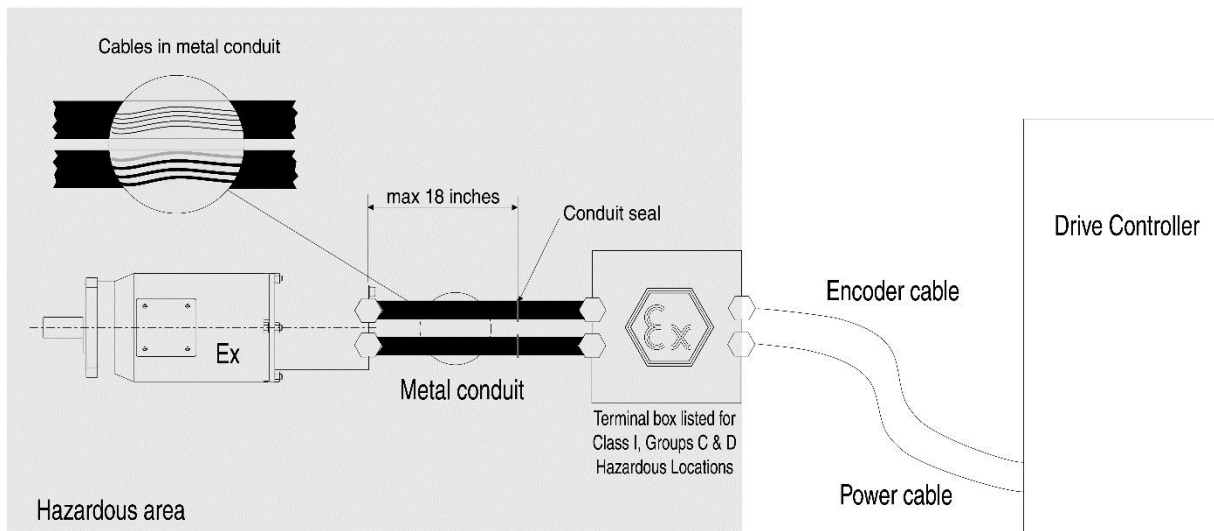 Cables in metal conduit
max 18 inches
Conduit seal
Drive Controller
Encoder cable
Ex
Ex
Metal conduit
Terminal box listed for
Class I, Groups C & D
Hazardous Locations
Power cable
Hazardous area